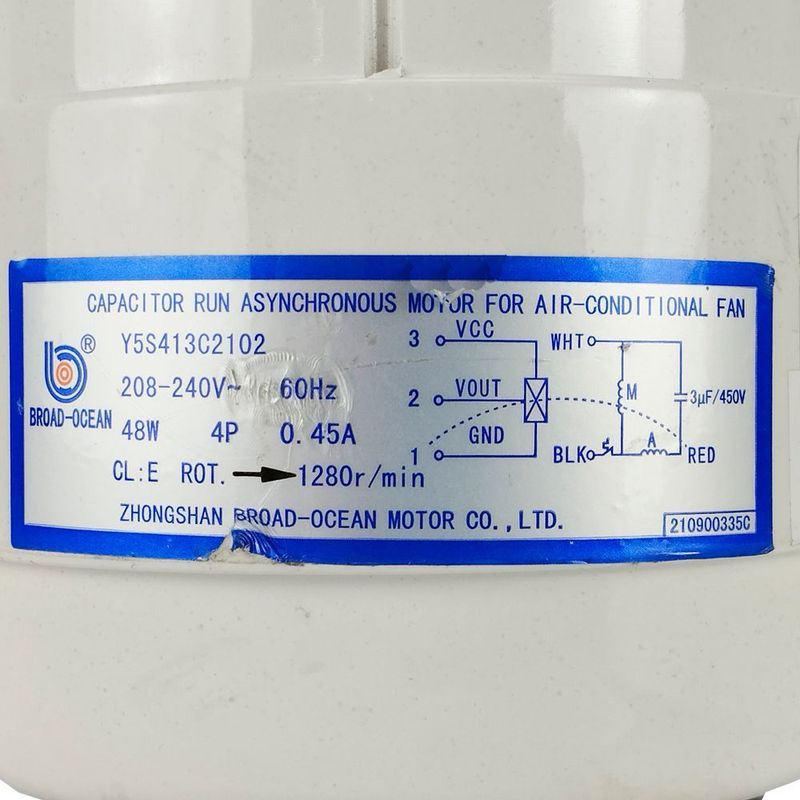 CAPACITOR RUN ASYNCHRONOUS MOTOR FOR AIR-CONDITIONAL FAN
®
BROAD-OCEAN
Y5S413C2102
208-240V~ 60Hz
48W 4P 0.45A
CL:E ROT. 1280r/min
ZHONGSHAN BROAD-OCEAN MOTOR CO.,LTD.
3 VCC
2 VOUT
GND
1
WHT
M 3μF/450V
A
BLK RED
210900335C